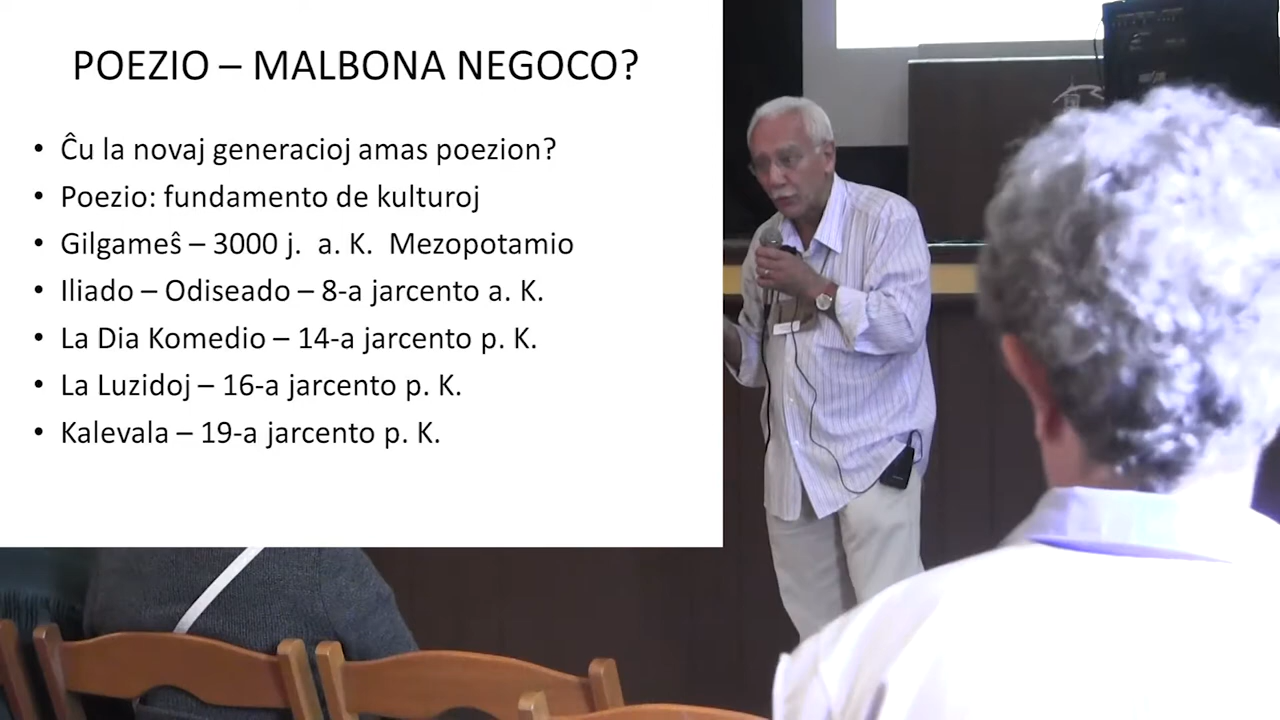 POEZIO – MALBONA NEGOCO?
• Ĉu la novaj generacioj amas poezion?
• Poezio: fundamento de kulturoj
• Gilgameŝ – 3000 j. a. K. Mezopotamio
• Iliado – Odiseado – 8-a jarcento a. K.
• La Dia Komedio – 14-a jarcento p. K.
• La Luzidoj – 16-a jarcento p. K.
• Kalevala – 19-a jarcento p. K.